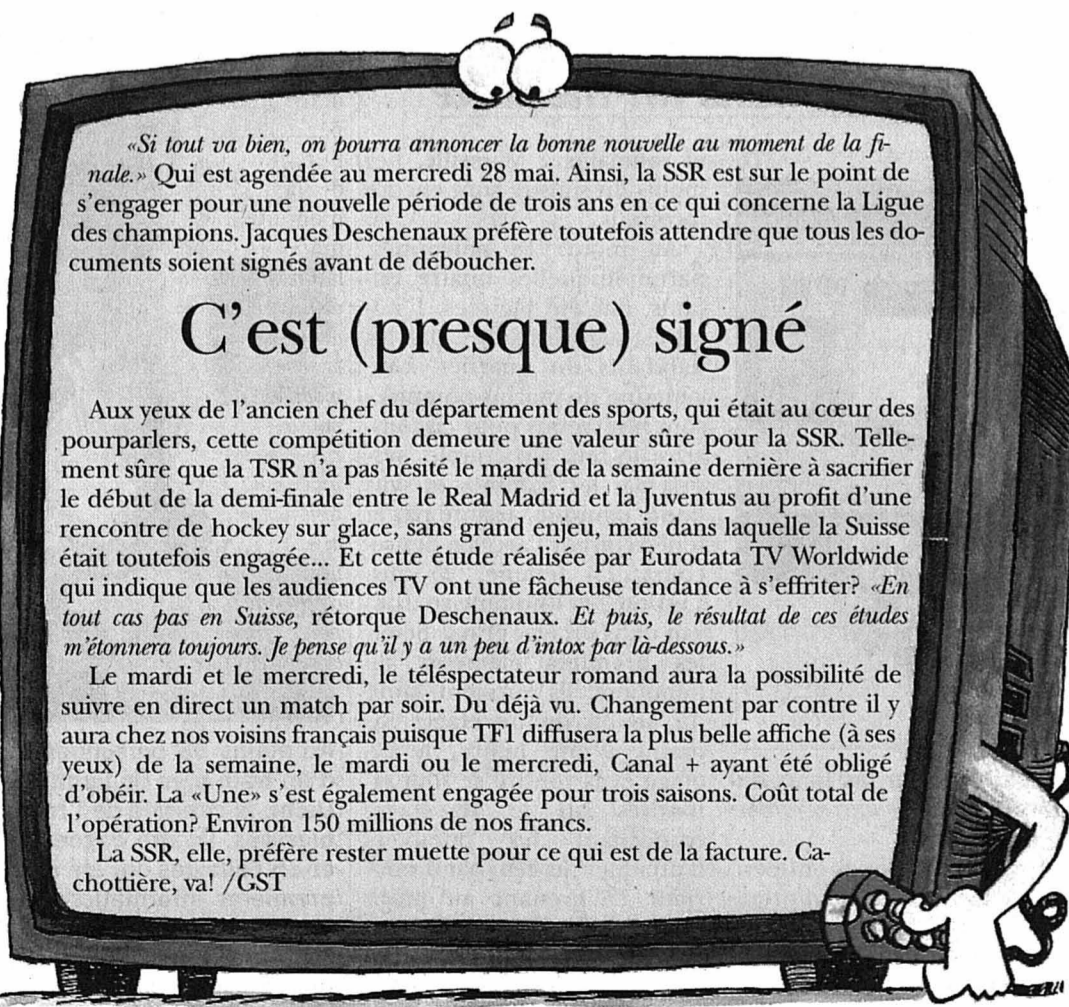 «Si tout va bien, on pourra annoncer la bonne nouvelle au moment de la fi-
nale.» Qui est agendée au mercredi 28 mai. Ainsi, la SSR est sur le point de
s'engager pour une nouvelle période de trois ans en ce qui concerne la Ligue
des champions. Jacques Deschenaux préfère toutefois attendre que tous les do-
cuments soient signés avant de déboucher.
C'est (presque) signé
Aux yeux de l'ancien chef du département des sports, qui était au cœur des
pourparlers, cette compétition demeure une valeur sûre pour la SSR. Telle-
ment sûre que la TSR n'a pas hésité le mardi de la semaine dernière à sacrifier
le début de la demi-finale entre le Real Madrid et la Juventus au profit d'une
rencontre de hockey sur glace, sans grand enjeu, mais dans laquelle la Suisse
était toutefois engagée... Et cette étude réalisée par Eurodata TV Worldwide
qui indique que les audiences TV ont une fâcheuse tendance à s'effriter? «En
tout cas pas en Suisse, rétorque Deschenaux. Et puis, le résultat de ces études
m'étonnera toujours. Je pense qu'il y a un peu d'intox par là-dessous.»
Le mardi et le mercredi, le téléspectateur romand aura la possibilité de
suivre en direct un match par soir. Du déjà vu. Changement par contre il y
aura chez nos voisins français puisque TF1 diffusera la plus belle affiche (à ses
yeux) de la semaine, le mardi ou le mercredi, Canal + ayant été obligé
d'obéir. La «Une» s'est également engagée pour trois saisons. Coût total de
l'opération? Environ 150 millions de nos francs.
La SSR, elle, préfère rester muette pour ce qui est de la facture. Ca-
chottière, va! /GST